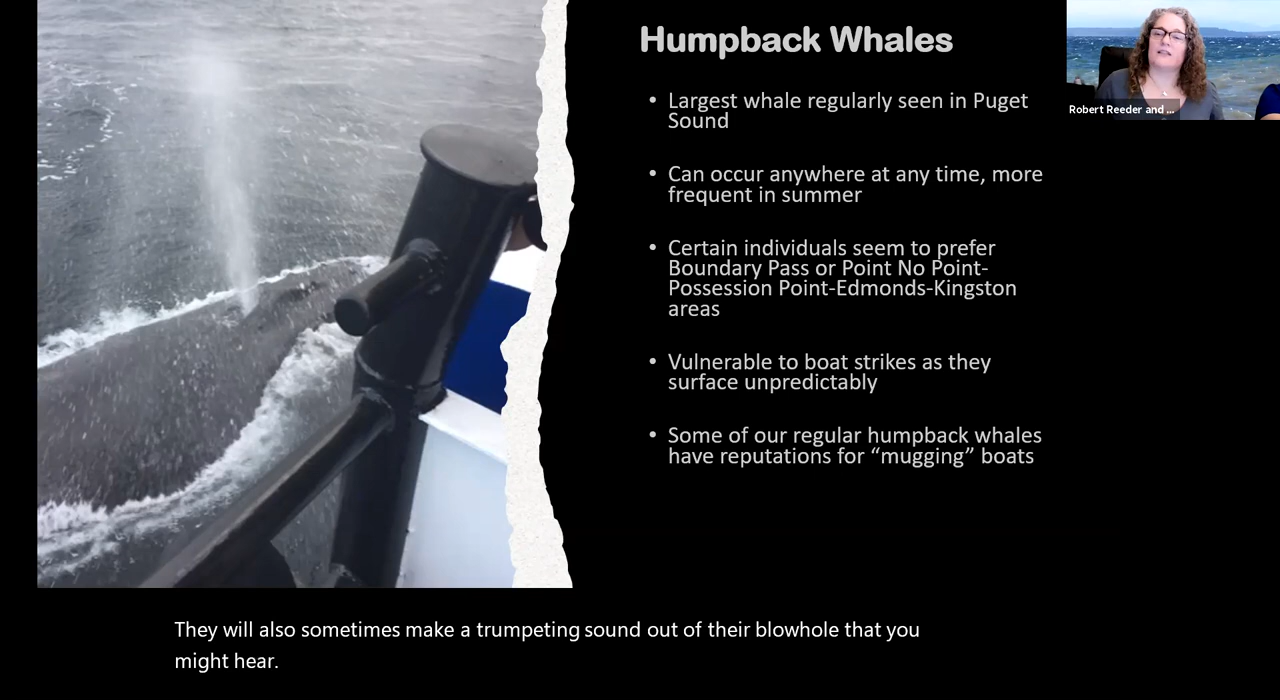 Humpback Whales
• Largest whale regularly seen in Puget
Sound
• Can occur anywhere at any time, more
frequent in summer
• Certain individuals seem to prefer
Boundary Pass or Point No Point-
Possession Point-Edmonds-Kingston
areas
• Vulnerable to boat strikes as they
surface unpredictably
• Some of our regular humpback whales
have reputations for “mugging” boats
Robert Reeder and ...
They will also sometimes make a trumpeting sound out of their blowhole that you
might hear.